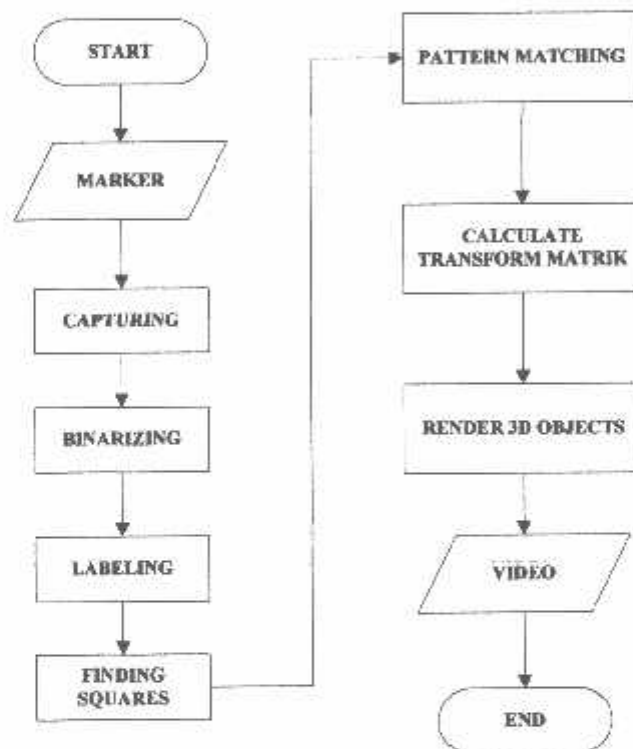 START
MARKER
CAPTURING
BINARIZING
LABELING
FINDING
SQUARES
PATTERN MATCHING
CALCULATE
TRANSFORM MATRIK
RENDER 3D OBJECTS
VIDEO
END